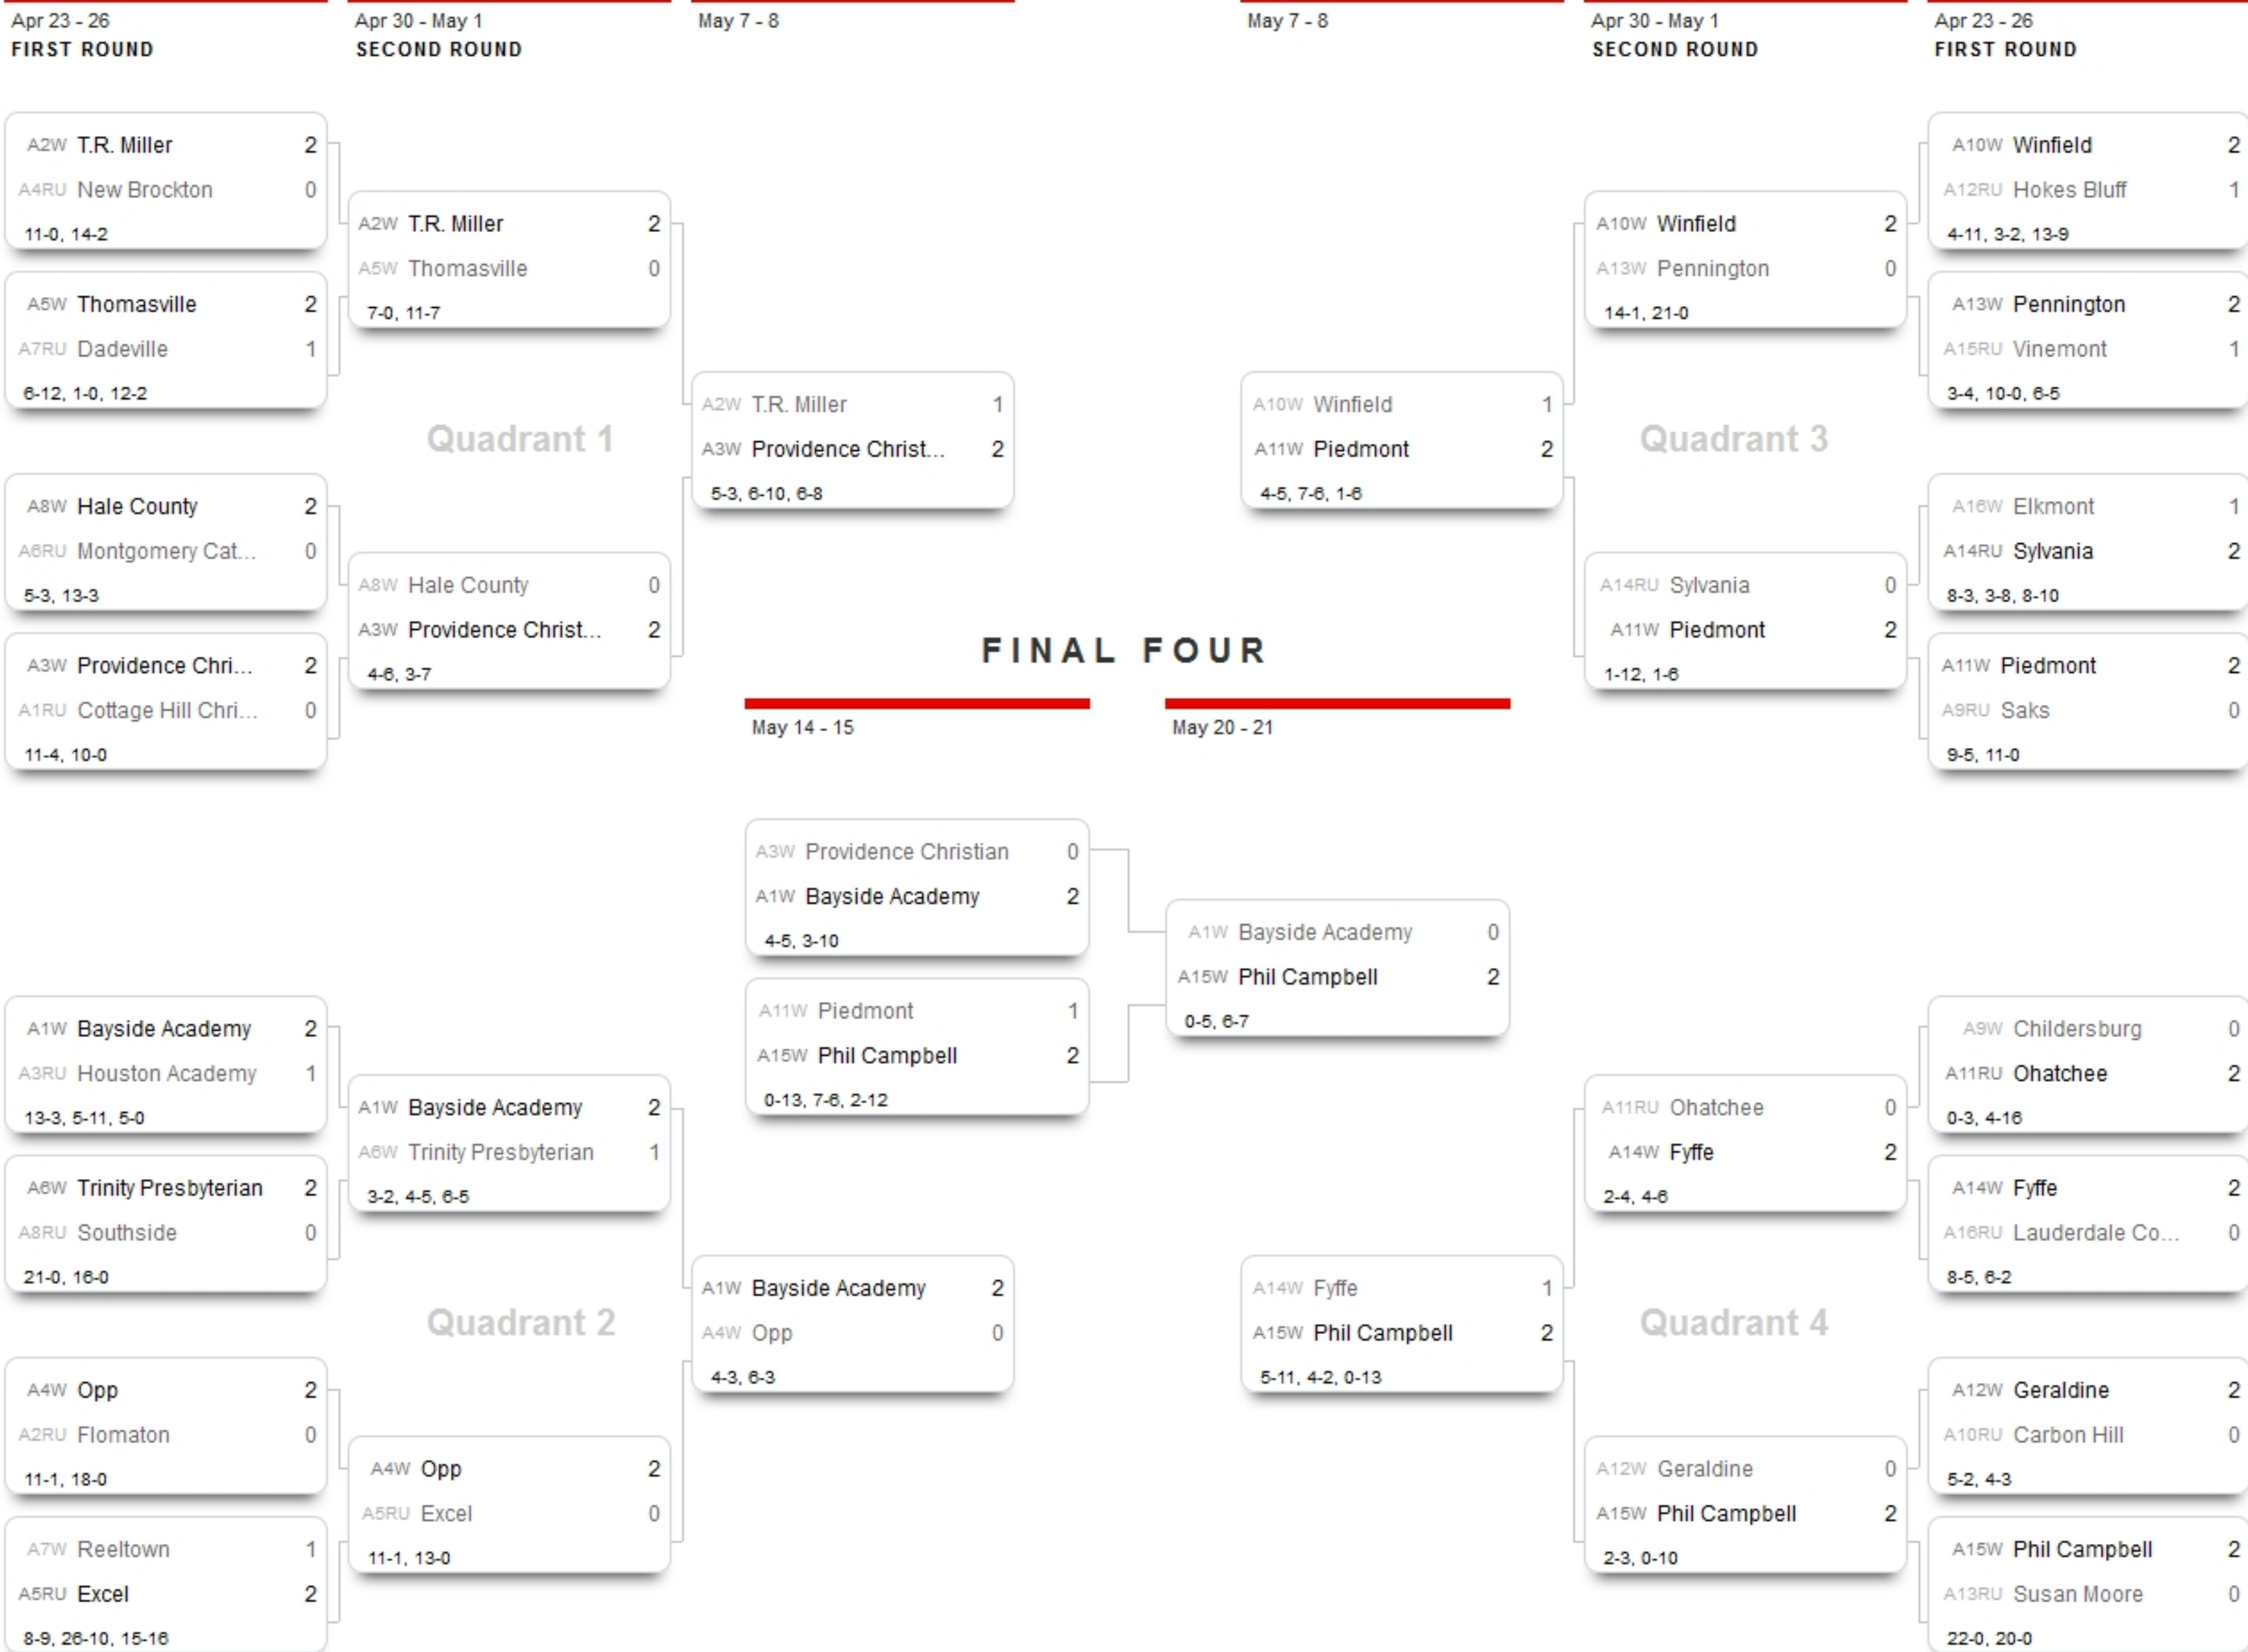 Apr 23 - 26
FIRST ROUND
Apr 30 - May 1
SECOND ROUND
May 7 - 8
May 7 - 8
Apr 30 - May 1
SECOND ROUND
Apr 23 - 26
FIRST ROUND
A2W T.R. Miller 2
A4RU New Brockton 0
11-0, 14-2
A5W Thomasville 2
A7RU Dadeville 1
6-12, 1-0, 12-2
A8W Hale County 2
A6RU Montgomery Cat... 0
5-3, 13-3
A3W Providence Chri... 2
A1RU Cottage Hill Chri... 0
11-4, 10-0
A2W T.R. Miller 2
A5W Thomasville 0
7-0, 11-7
Quadrant 1
A8W Hale County 0
A3W Providence Christ... 2
4-6, 3-7
A2W T.R. Miller 1
A3W Providence Christ... 2
5-3, 6-10, 6-8
A10W Winfield 1
A11W Piedmont 2
4-5, 7-6, 1-6
A10W Winfield 2
A13W Pennington 0
14-1, 21-0
Quadrant 3
A14RU Sylvania 0
A11W Piedmont 2
1-12, 1-6
A10W Winfield 2
A12RU Hokes Bluff 1
4-11, 3-2, 13-9
A13W Pennington 2
A15RU Vinemont 1
3-4, 10-0, 6-5
A16W Elkmont 1
A14RU Sylvania 2
8-3, 3-8, 8-10
A11W Piedmont 2
A9RU Saks 0
9-5, 11-0
FINAL FOUR
May 14 - 15
May 20 - 21
A3W Providence Christian 0
A1W Bayside Academy 2
4-5, 3-10
A11W Piedmont 1
A15W Phil Campbell 2
0-13, 7-6, 2-12
A1W Bayside Academy 0
A15W Phil Campbell 2
0-5, 6-7
A1W Bayside Academy 2
A3RU Houston Academy 1
13-3, 5-11, 5-0
A6W Trinity Presbyterian 2
A8RU Southside 0
21-0, 16-0
A4W Opp 2
A2RU Flomaton 0
11-1, 18-0
A7W Reeltown 1
A5RU Excel 2
8-9, 26-10, 15-16
A1W Bayside Academy 2
A6W Trinity Presbyterian 1
3-2, 4-5, 6-5
Quadrant 2
A4W Opp 2
A5RU Excel 0
11-1, 13-0
A1W Bayside Academy 2
A4W Opp 0
4-3, 6-3
A14W Fyffe 1
A15W Phil Campbell 2
5-11, 4-2, 0-13
A11RU Ohatchee 0
A14W Fyffe 2
2-4, 4-6
Quadrant 4
A12W Geraldine 0
A15W Phil Campbell 2
2-3, 0-10
A9W Childersburg 0
A11RU Ohatchee 2
0-3, 4-16
A14W Fyffe 2
A16RU Lauderdale Co... 0
8-5, 6-2
A12W Geraldine 2
A10RU Carbon Hill 0
5-2, 4-3
A15W Phil Campbell 2
A13RU Susan Moore 0
22-0, 20-0